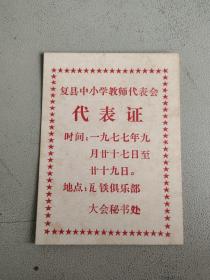 复县中小学教师代表会
代表证
时间：一九七七年九
月廿十七日至
廿十九日。
地点：瓦铁俱乐部
大会秘书处